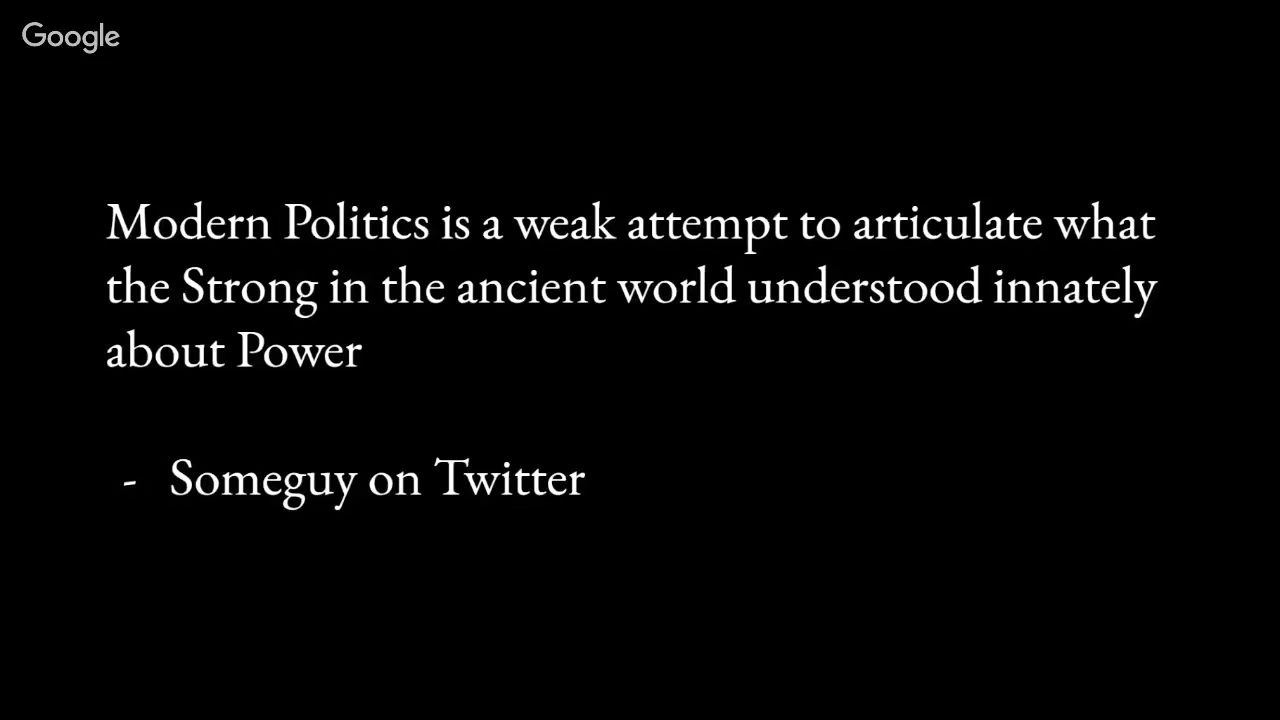 Google
Modern Politics is a weak attempt to articulate what
the Strong in the ancient world understood innately
about Power
- Someguy on Twitter